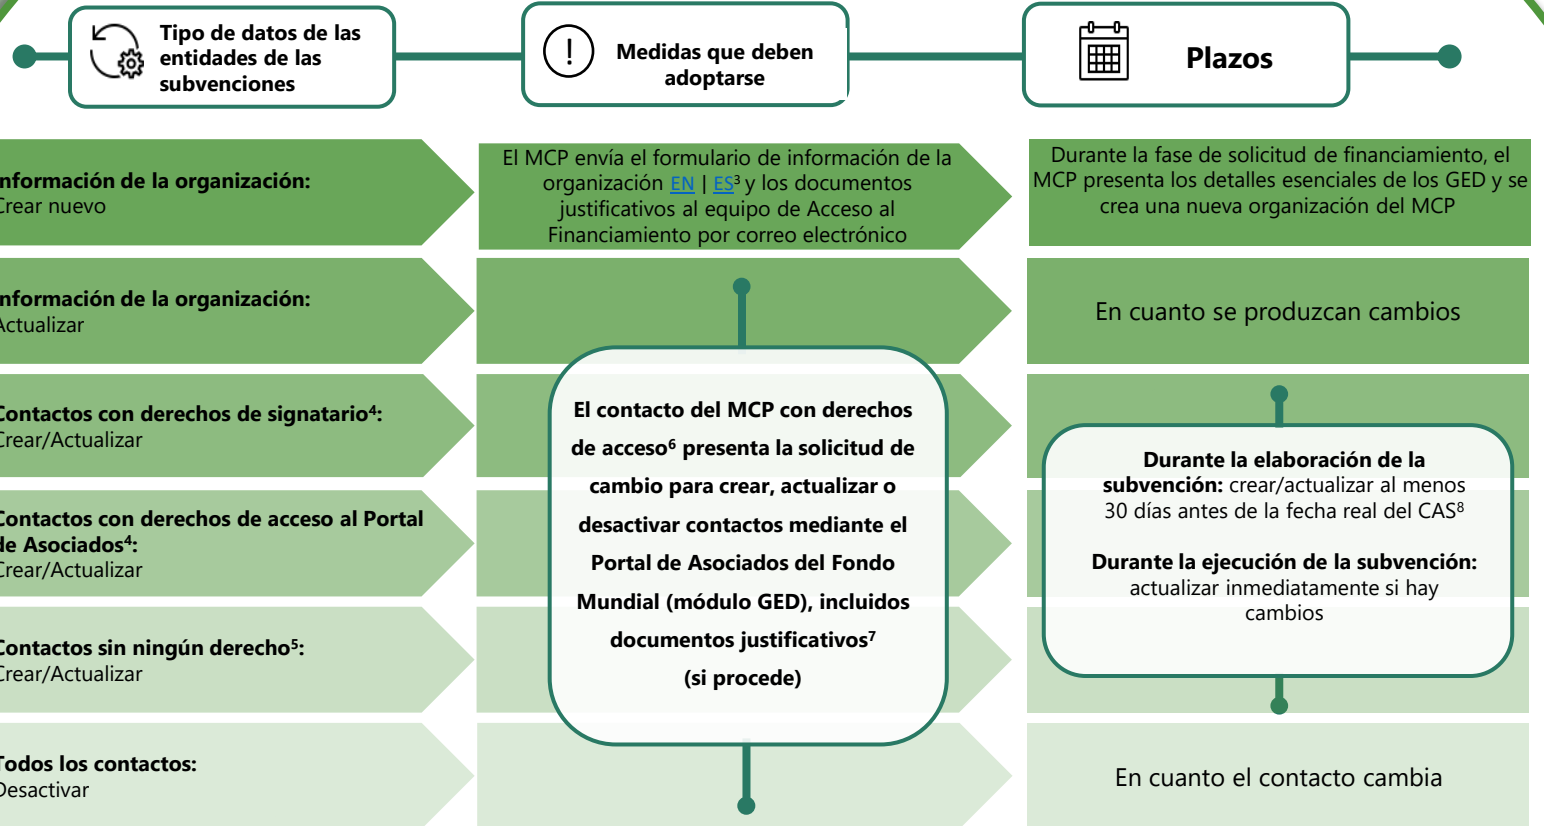 Tipo de datos de las
entidades de las
subvenciones
Medidas que deben
adoptarse
Plazos
nformación de la organización:
Crear nuevo
El MCP envía el formulario de información de la
organización EN | ES³ y los documentos
justificativos al equipo de Acceso al
Financiamiento por correo electrónico
Durante la fase de solicitud de financiamiento, el
MCP presenta los detalles esenciales de los GED y se
crea una nueva organización del MCP
nformación de la organización:
Actualizar
En cuanto se produzcan cambios
Contactos con derechos de signatario⁴:
Crear/Actualizar
Contactos con derechos de acceso al Portal
de Asociados⁴:
Crear/Actualizar
Contactos sin ningún derecho⁵:
Crear/Actualizar
Todos los contactos:
Desactivar
El contacto del MCP con derechos
de acceso⁶ presenta la solicitud de
cambio para crear, actualizar o
desactivar contactos mediante el
Portal de Asociados del Fondo
Mundial (módulo GED), incluidos
documentos justificativos⁷
(si procede)
Durante la elaboración de la
subvención: crear/actualizar al menos
30 días antes de la fecha real del CAS⁸
Durante la ejecución de la subvención:
actualizar inmediatamente si hay
cambios
En cuanto el contacto cambia